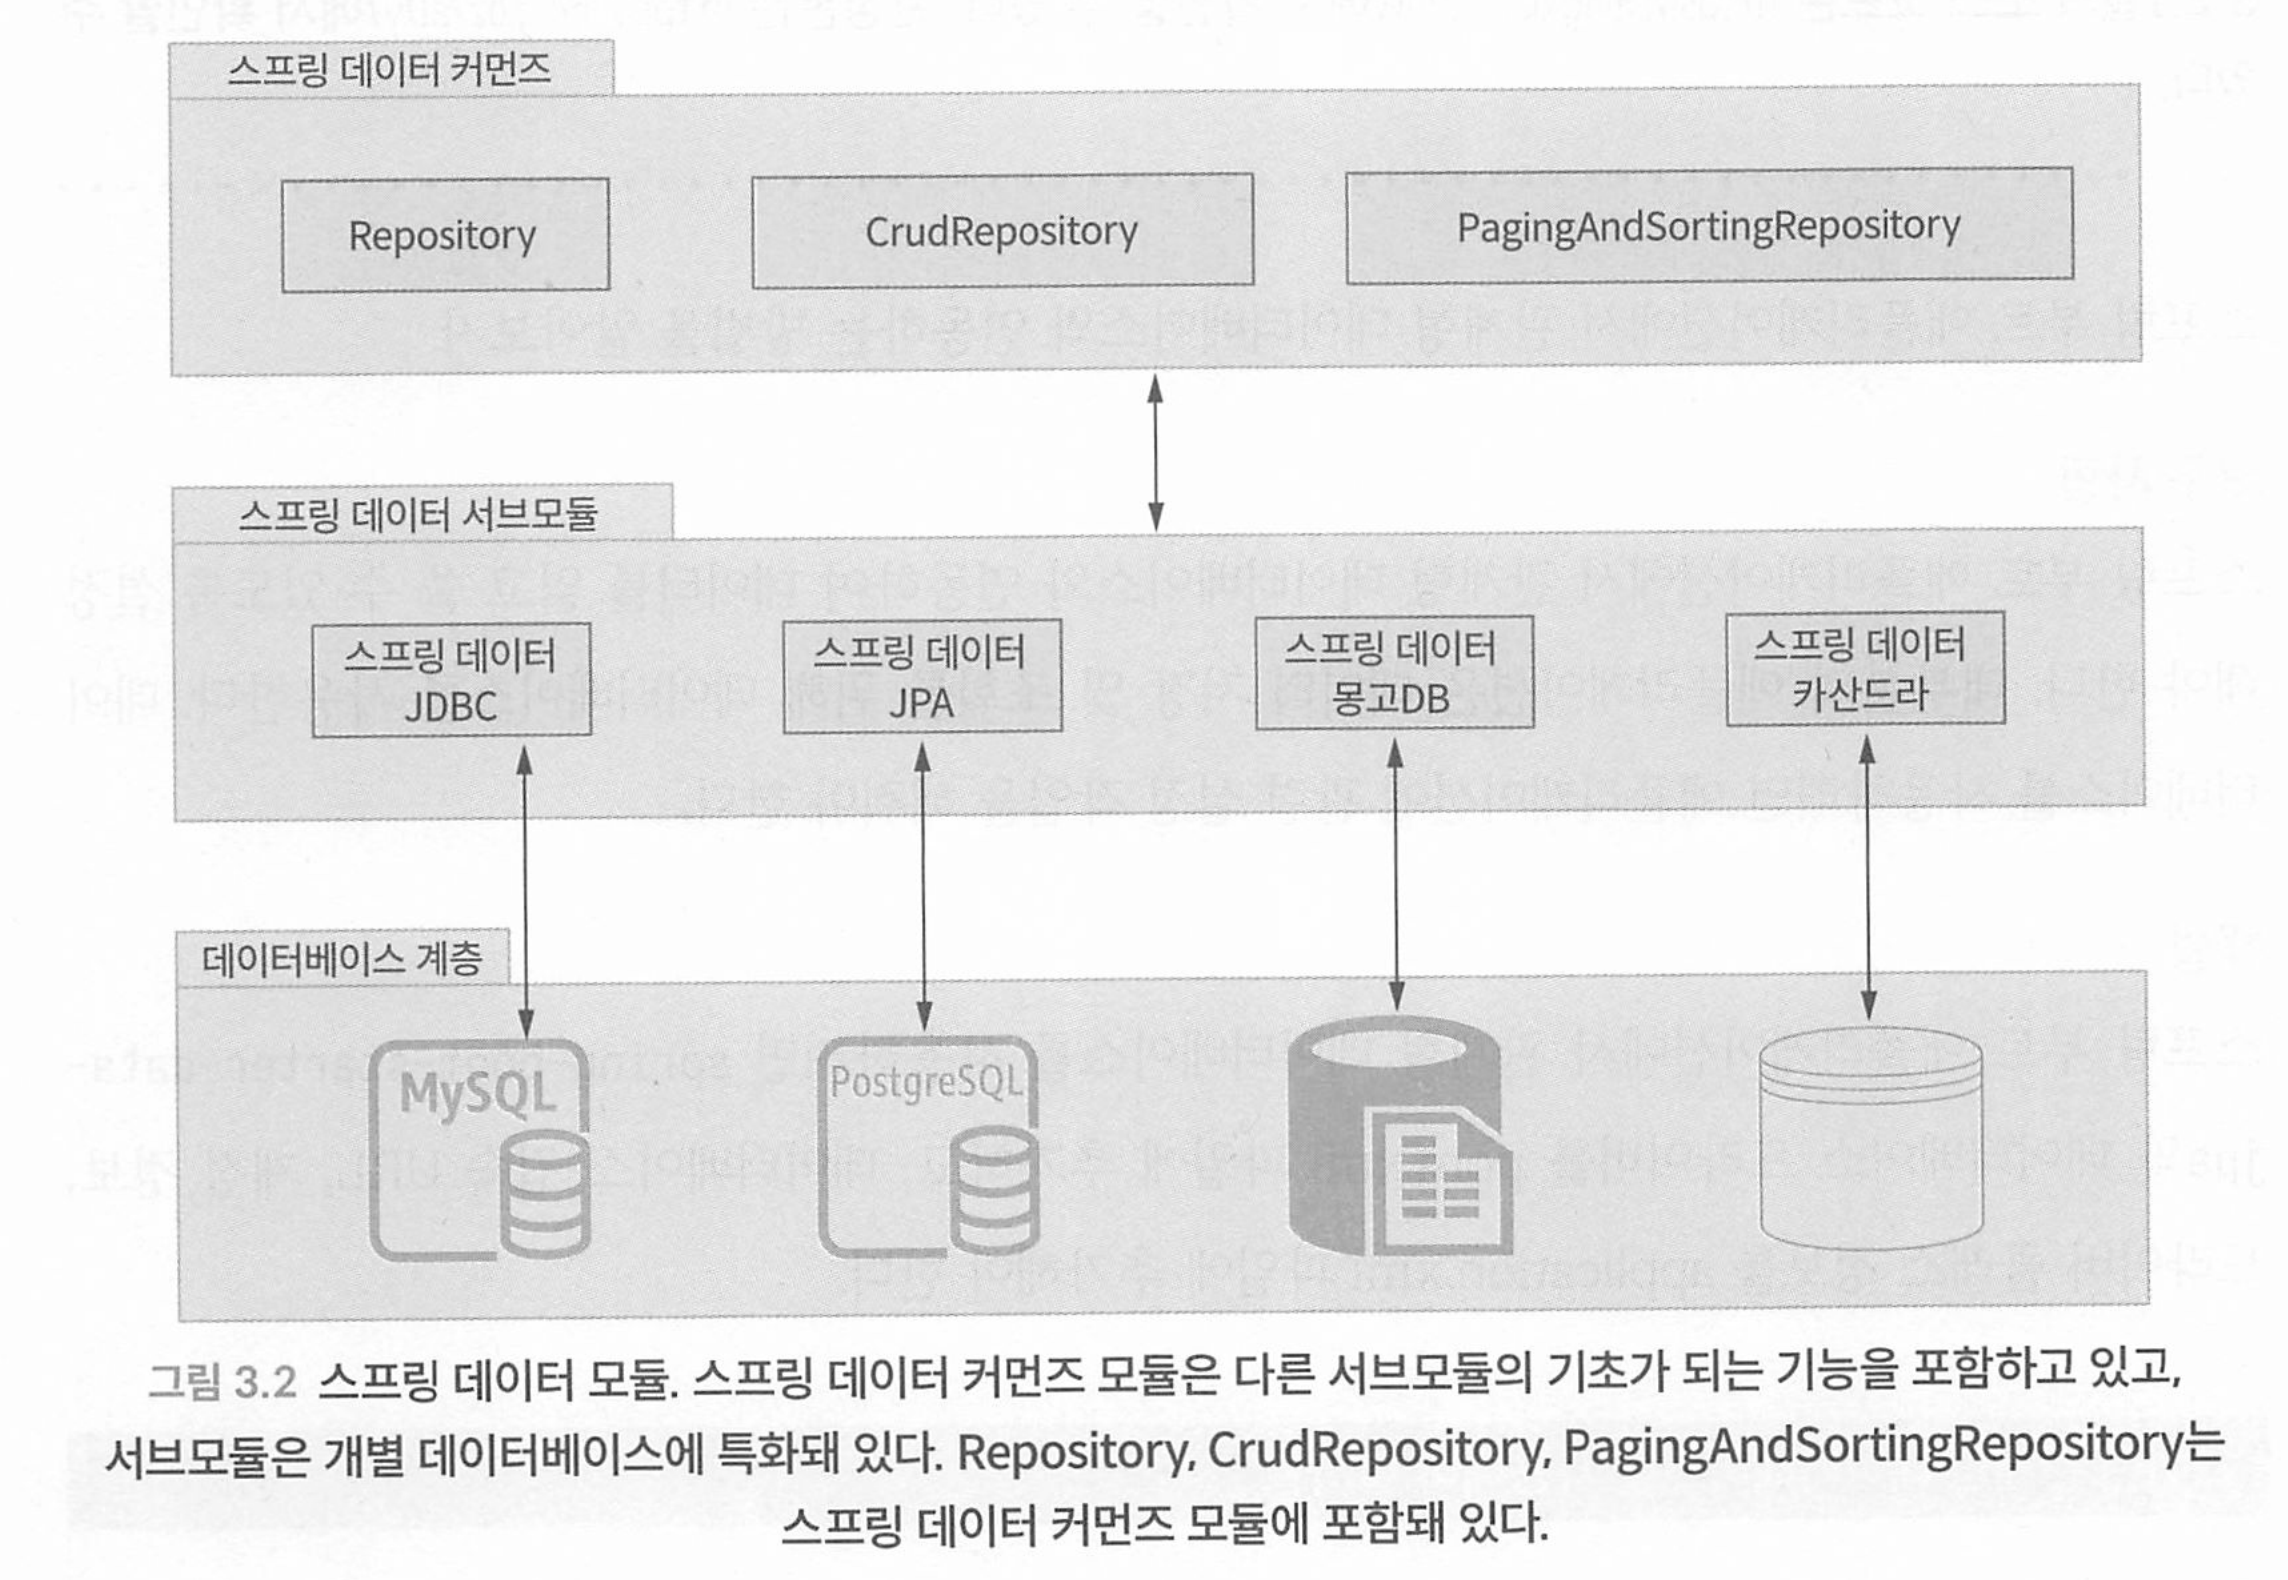 스프링 데이터 커먼즈
Repository
CrudRepository
PagingAndSortingRepository
스프링 데이터 서브모듈
스프링 데이터
JDBC
스프링 데이터
JPA
스프링 데이터
몽고DB
스프링 데이터
카산드라
데이터베이스 계층
MySQL
PostgreSQL
그림 3.2 스프링 데이터 모듈. 스프링 데이터 커먼즈 모듈은 다른 서브모듈의 기초가 되는 기능을 포함하고 있고,
서브모듈은 개별 데이터베이스에 특화돼 있다. Repository, CrudRepository, PagingAndSortingRepository는
스프링 데이터 커먼즈 모듈에 포함돼 있다.